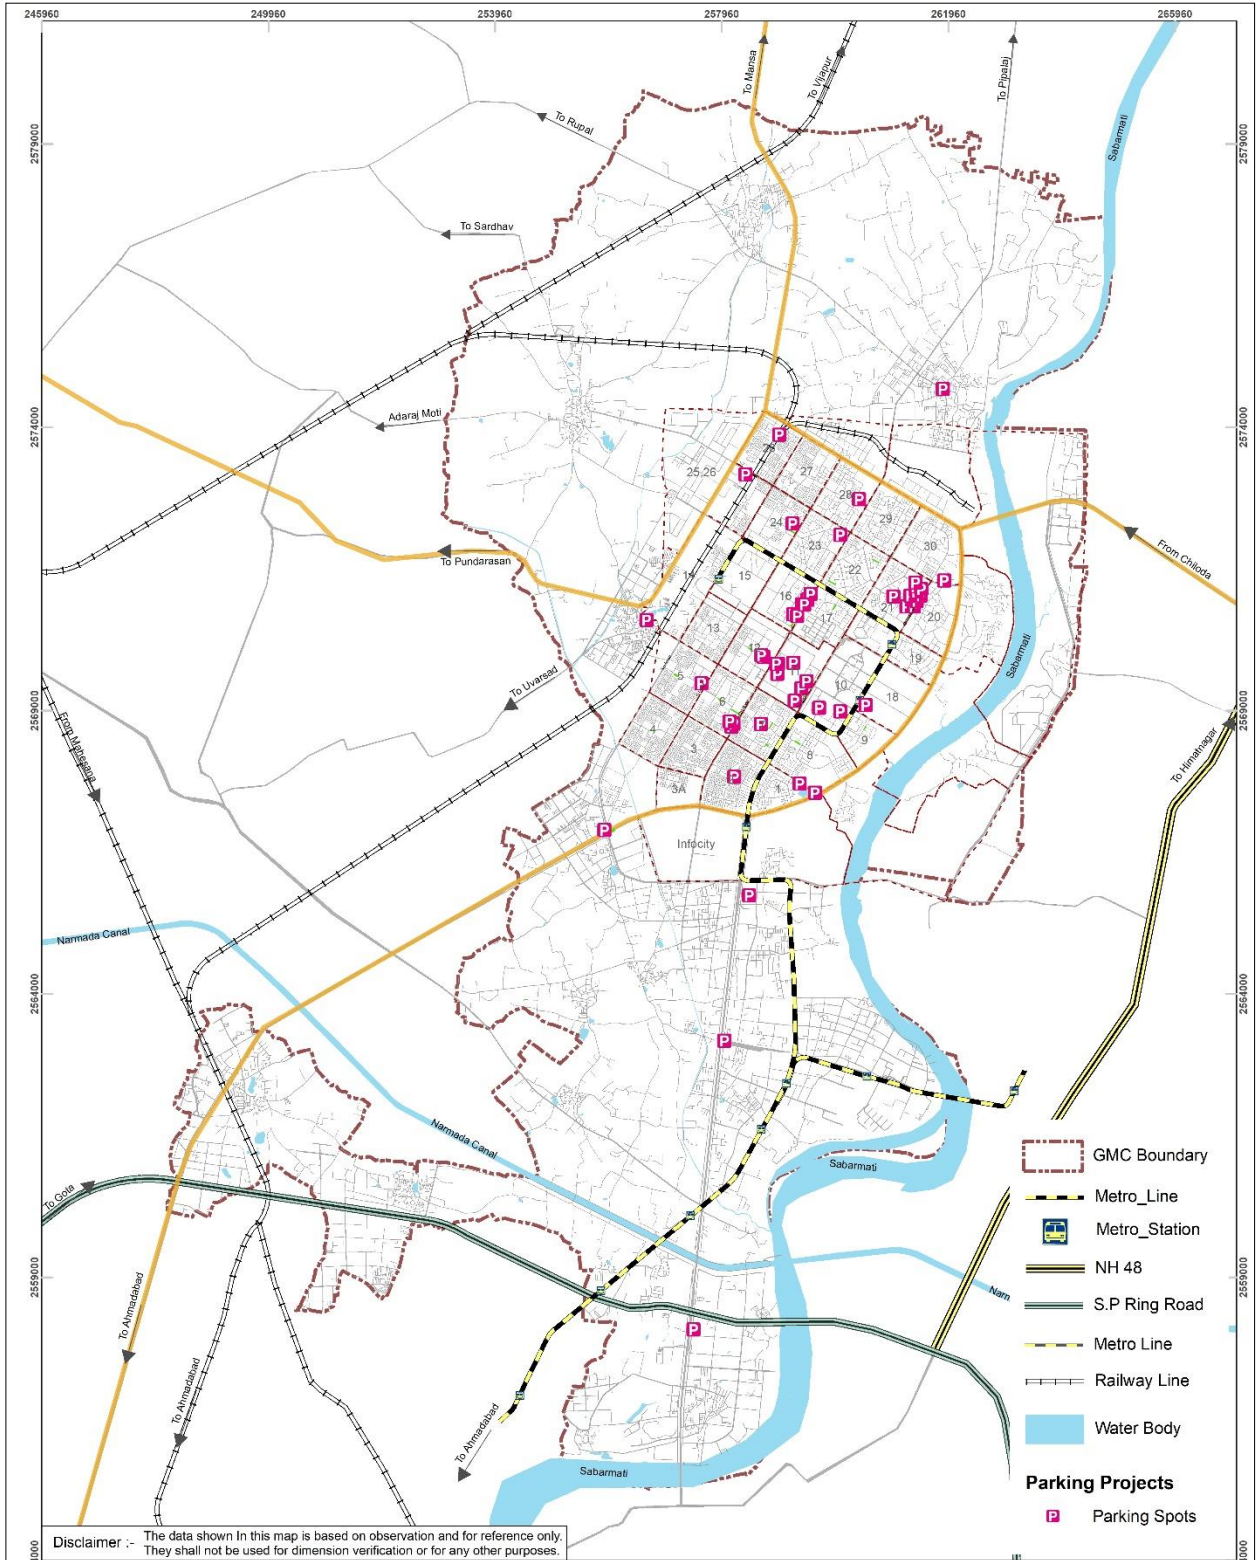 245960
249960
253960
257960
261960
265960
To Mansa
To Vijapur
To Pipalaj
Sabarmati
To Rupal
2579000
2579000
To Sardhav
Adaraj Moti
2574000
2574000
25,26
27
28
29
24
23
30
From Chiloda
To Pundarasan
14
15
22
16
17
21
20
13
12
19
Sabarmati
To Uvarsad
5
10
18
2569000
2569000
6
4
9
3
8
From Mahesana
To Himatnagar
3A
1
Infocity
Narmada Canal
2564000
2564000
Narmada Canal
Sabarmati
To Gota
Narn
2559000
2559000
To Ahmadabad
To Ahmadabad
To Ahmadabad
Sabarmati
GMC Boundary
Metro_Line
Metro_Station
NH 48
S.P Ring Road
Metro Line
Railway Line
Water Body
Parking Projects
P Parking Spots
Disclaimer :- The data shown In this map is based on observation and for reference only.
They shall not be used for dimension verification or for any other purposes.